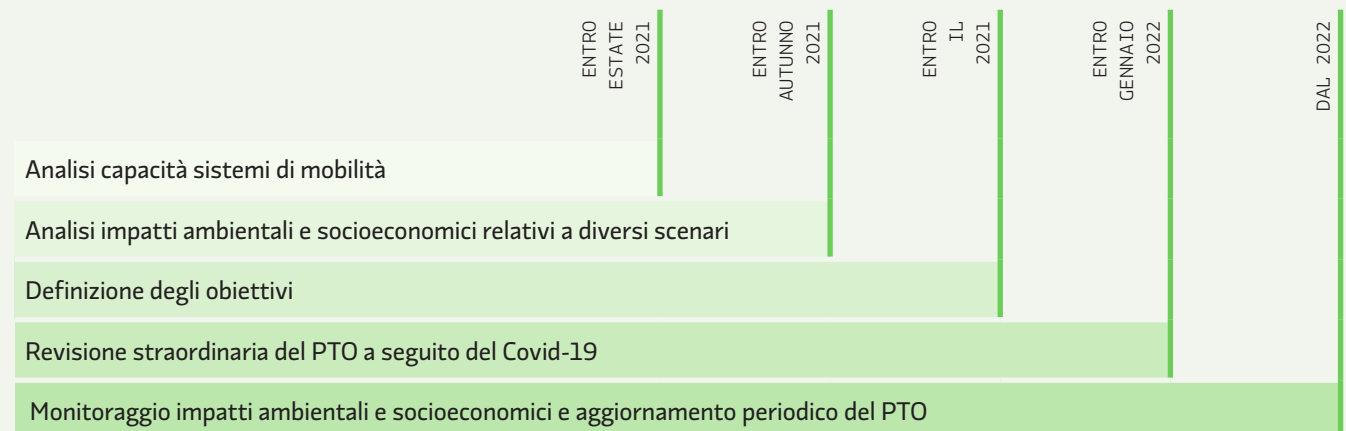 ENTRO
ESTATE
2021
ENTRO
AUTUNNO
2021
ENTRO
IL
2021
ENTRO
GENNAIO
2022
DAL 2022
Analisi capacità sistemi di mobilità
Analisi impatti ambientali e socioeconomici relativi a diversi scenari
Definizione degli obiettivi
Revisione straordinaria del PTO a seguito del Covid-19
Monitoraggio impatti ambientali e socioeconomici e aggiornamento periodico del PTO